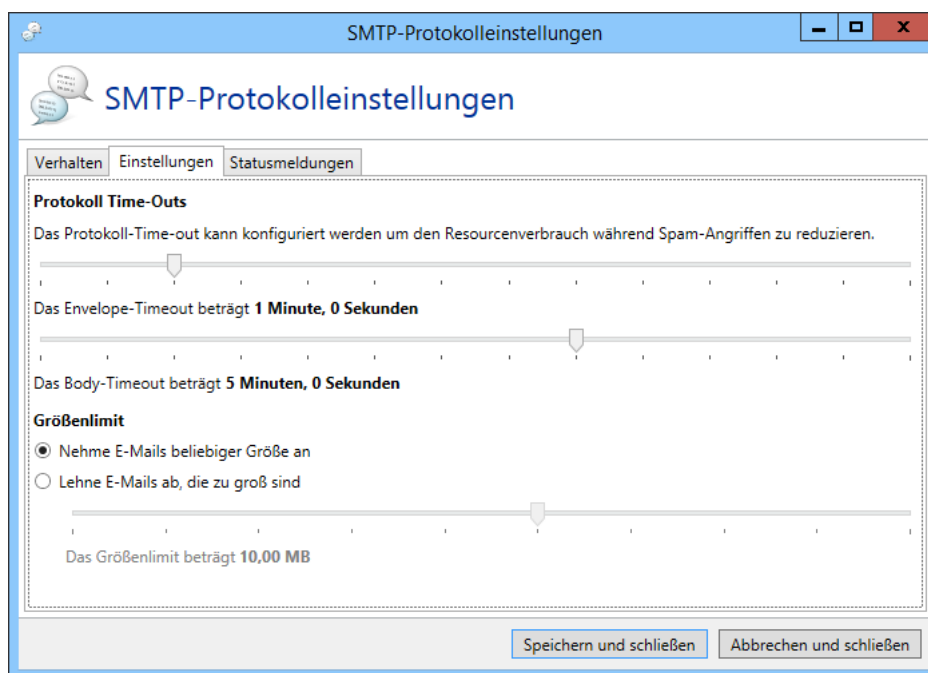 SMTP-Protokolleinstellungen
SMTP-Protokolleinstellungen
Verhalten Einstellungen Statusmeldungen
Protokoll Time-Outs
Das Protokoll-Time-out kann konfiguriert werden um den Resourcenverbrauch während Spam-Angriffen zu reduzieren.
Das Envelope-Timeout beträgt 1 Minute, 0 Sekunden
Das Body-Timeout beträgt 5 Minuten, 0 Sekunden
Größenlimit
Nehme E-Mails beliebiger Größe an
Lehne E-Mails ab, die zu groß sind
Das Größenlimit beträgt 10,00 MB
Speichern und schließen Abbrechen und schließen